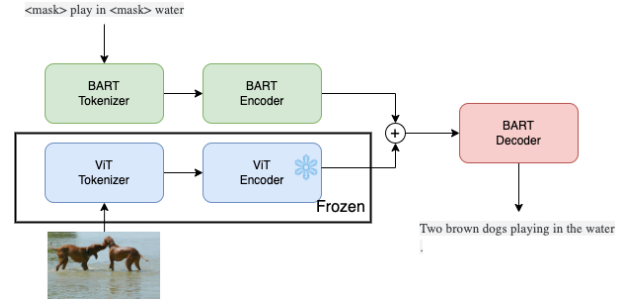 <mask> play in <mask> water
BART
Tokenizer
BART
Encoder
BART
Decoder
ViT
Tokenizer
ViT
Encoder
Frozen
Two brown dogs playing in the water
.